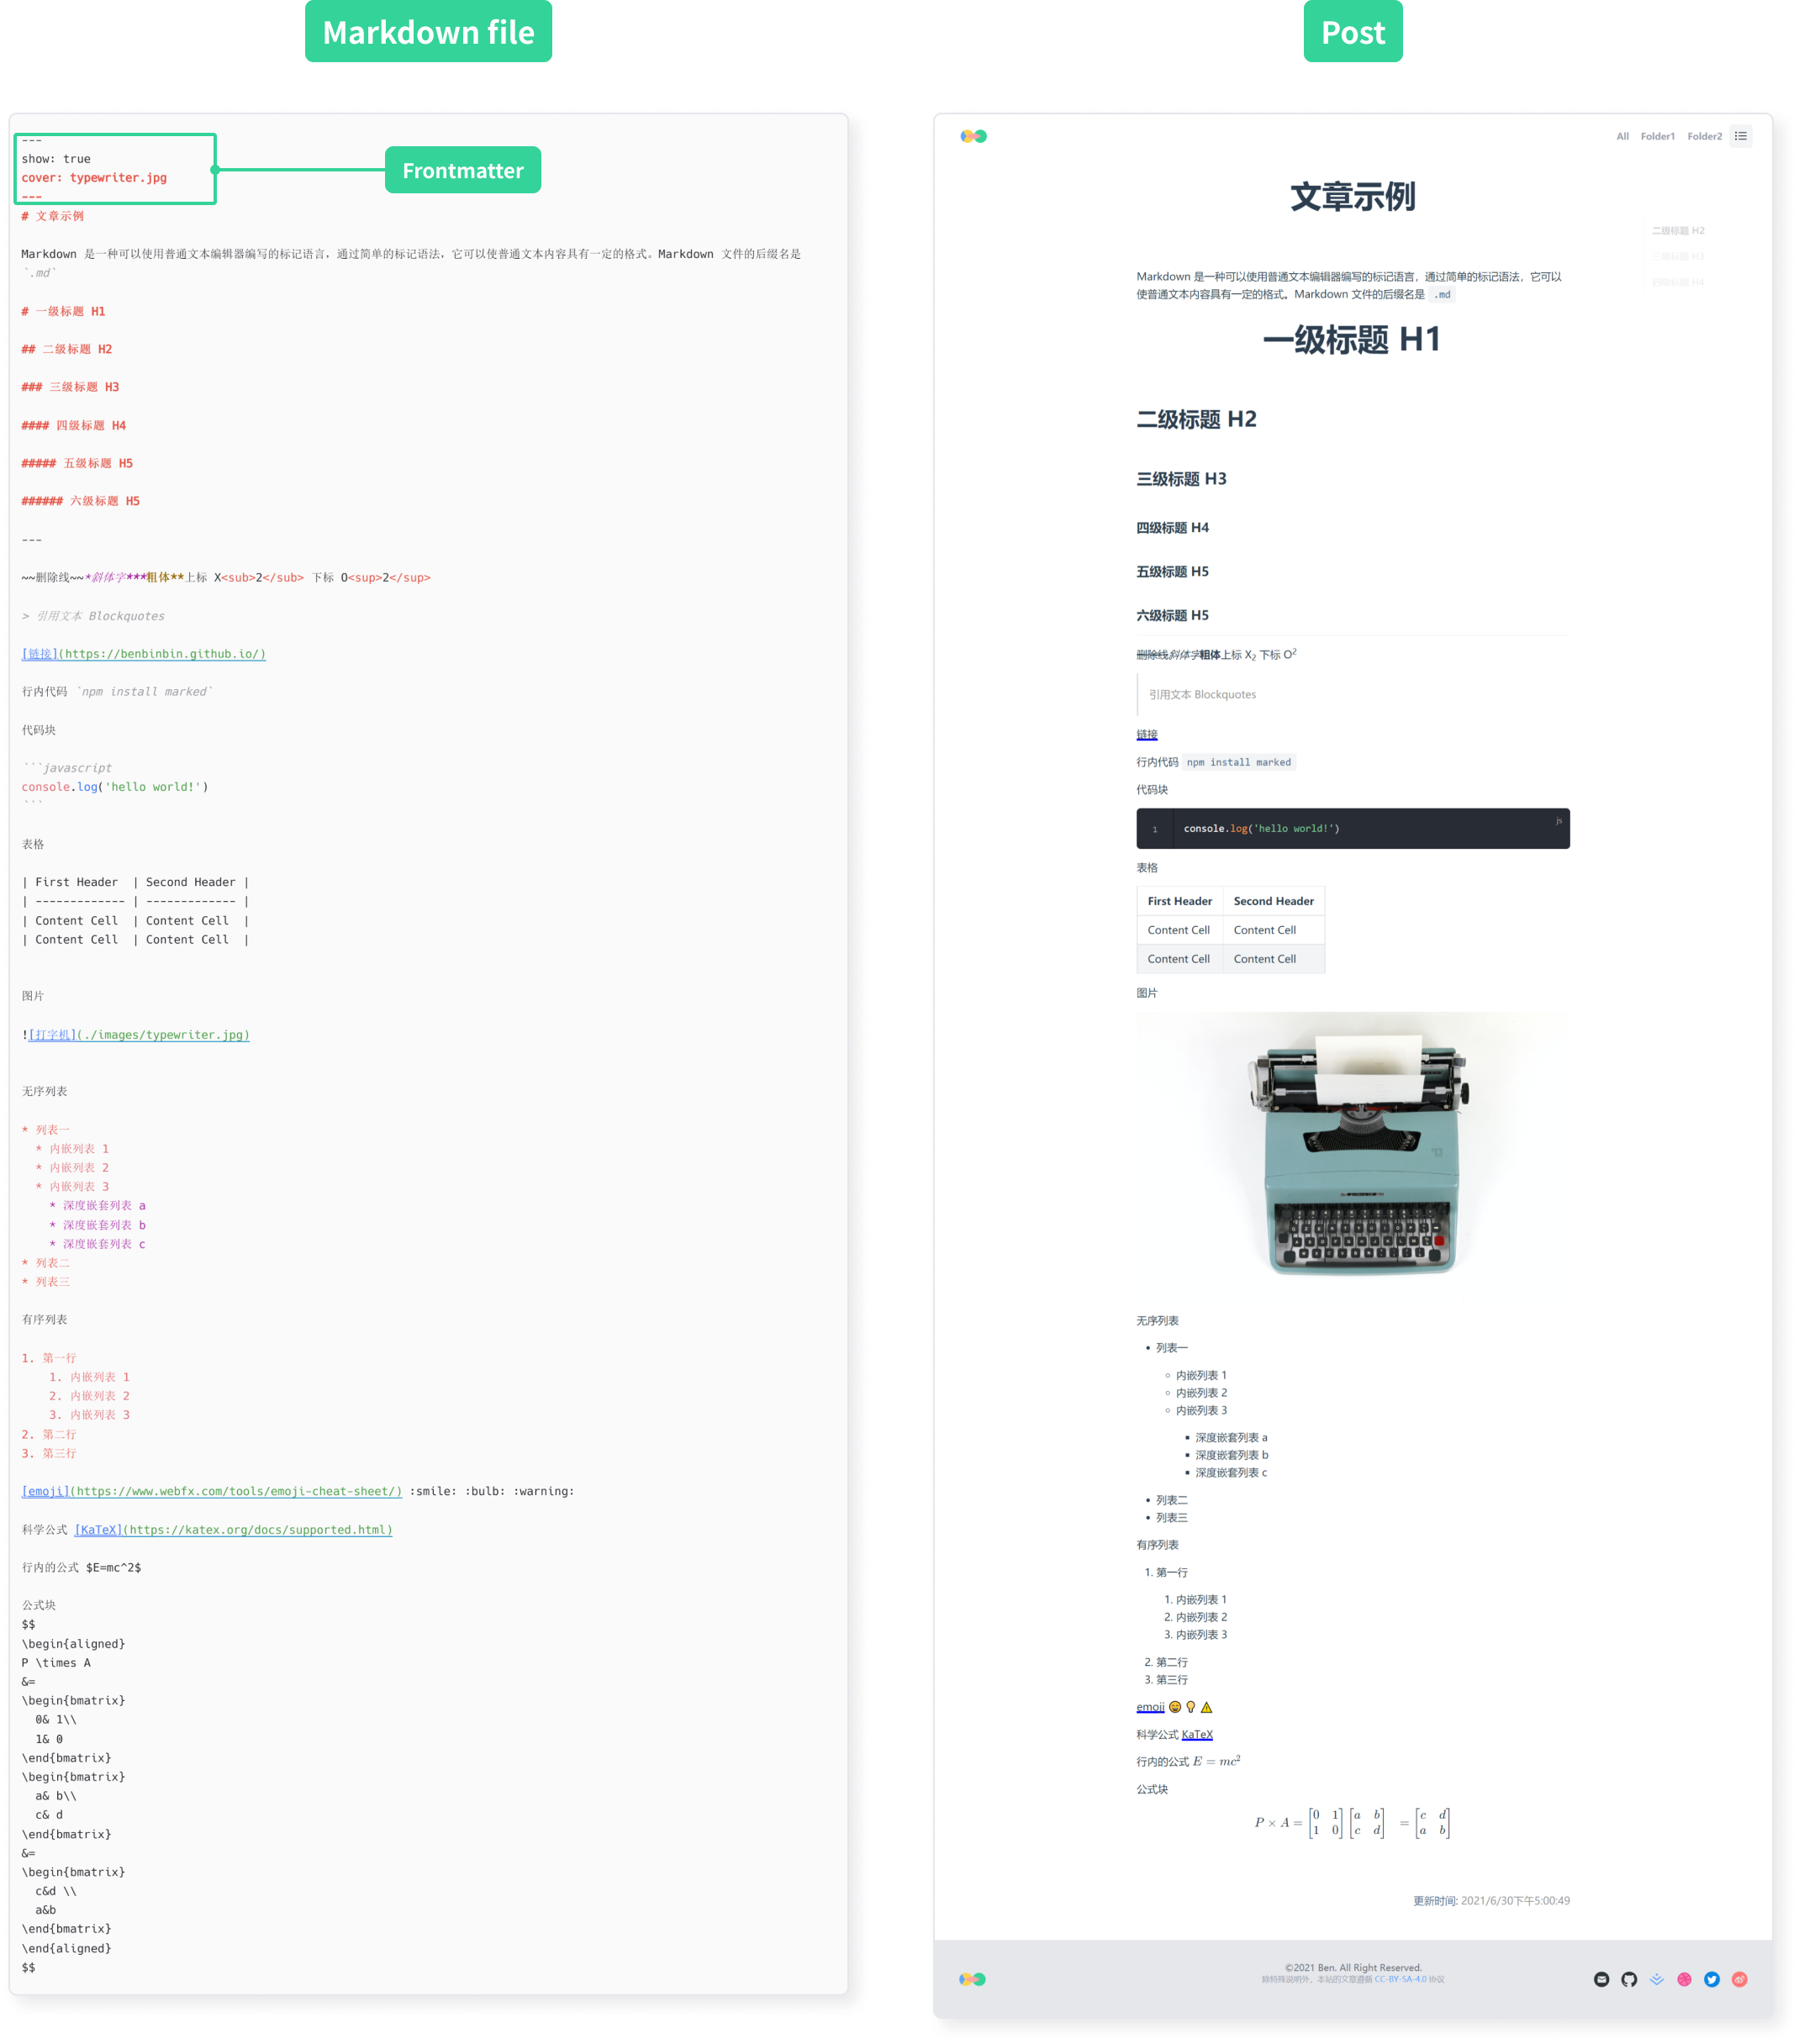 Markdown file
---
show: true
cover: typewriter.jpg
---
Frontmatter
# 文章示例
Markdown 是一种可以使用普通文本编辑器编写的标记语言，通过简单的标记语法，它可以使普通文本内容具有一定的格式。Markdown 文件的后缀名是
`.md`
# 一级标题 H1
## 二级标题 H2
### 三级标题 H3
#### 四级标题 H4
##### 五级标题 H5
###### 六级标题 H5
---
~~删除线~~*斜体字***粗体**上标 X<sub>2</sub> 下标 O<sup>2</sup>
> 引用文本 Blockquotes
[链接](https://benbinbin.github.io/)
行内代码 `npm install marked`
代码块
```javascript
console.log('hello world!')
```
表格
| First Header  | Second Header |
| ------------- | ------------- |
| Content Cell  | Content Cell  |
| Content Cell  | Content Cell  |
图片
![打字机](./images/typewriter.jpg)
无序列表
* 列表一
  * 内嵌列表 1
  * 内嵌列表 2
  * 内嵌列表 3
    * 深度嵌套列表 a
    * 深度嵌套列表 b
    * 深度嵌套列表 c
* 列表二
* 列表三
有序列表
1. 第一行
    1. 内嵌列表 1
    2. 内嵌列表 2
    3. 内嵌列表 3
2. 第二行
3. 第三行
[emoji](https://www.webfx.com/tools/emoji-cheat-sheet/) :smile: :bulb: :warning:
科学公式 [KaTeX](https://katex.org/docs/supported.html)
行内的公式 $E=mc^2$
公式块
$$
\begin{aligned}
P \times A
&=
\begin{bmatrix}
  0& 1\\
  1& 0
\end{bmatrix}
\begin{bmatrix}
  a& b\\
  c& d
\end{bmatrix}
&=
\begin{bmatrix}
  c&d \\
  a&b
\end{bmatrix}
\end{aligned}
$$
Post
All Folder1 Folder2
文章示例
二级标题 H2
三级标题 H3
四级标题 H4
Markdown 是一种可以使用普通文本编辑器编写的标记语言，通过简单的标记语法，它可以
使普通文本内容具有一定的格式。Markdown 文件的后缀名是 .md
一级标题 H1
二级标题 H2
三级标题 H3
四级标题 H4
五级标题 H5
六级标题 H5
删除线斜体字粗体上标 X₂ 下标 O²
引用文本 Blockquotes
链接
行内代码 npm install marked
代码块
js
1 console.log('hello world!')
表格
First Header Second Header
Content Cell Content Cell
Content Cell Content Cell
图片
无序列表
• 列表一
◦ 内嵌列表 1
◦ 内嵌列表 2
◦ 内嵌列表 3
▪ 深度嵌套列表 a
▪ 深度嵌套列表 b
▪ 深度嵌套列表 c
• 列表二
• 列表三
有序列表
1. 第一行
1. 内嵌列表 1
2. 内嵌列表 2
3. 内嵌列表 3
2. 第二行
3. 第三行
emoji 😄 💡 ⚠
科学公式 KaTeX
行内的公式 E = mc²
公式块
P × A = [0 1 1 0] [a b c d] = [c d a b]
更新时间: 2021/6/30下午5:00:49
©2021 Ben. All Right Reserved.
除特殊说明外，本站的文章遵循 CC-BY-SA-4.0 协议